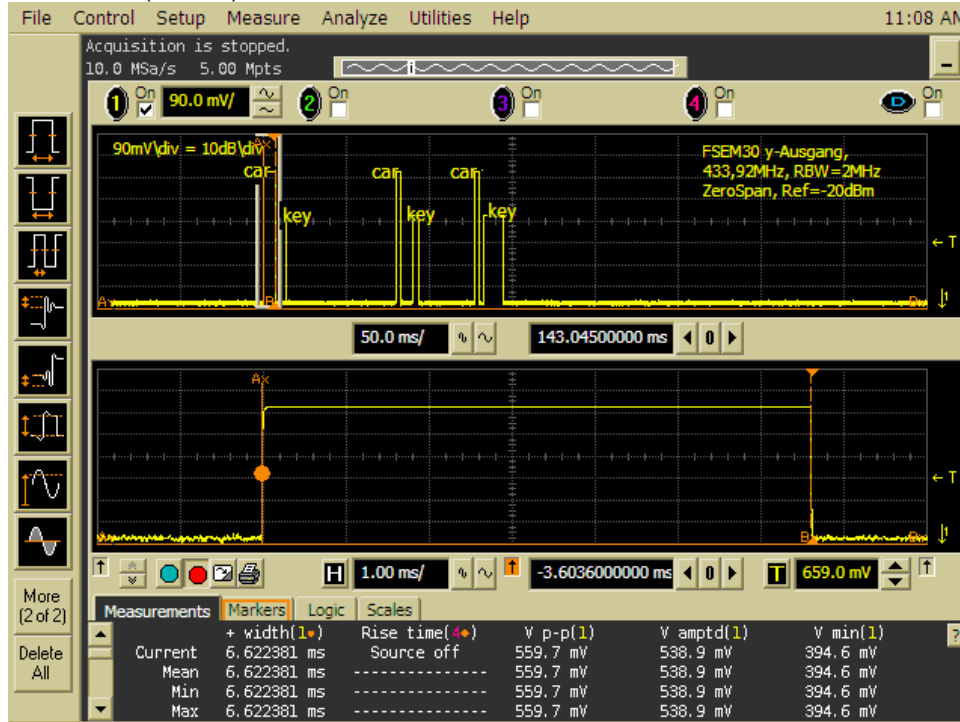 File Control Setup Measure Analyze Utilities Help 11:08 AM
Acquisition is stopped.
10.0 MSa/s 5.00 Mpts
1 On 90.0 mV/ 2 On 3 On 4 On D On
90mV\div = 10dB\div
FSEM30 y-Ausgang,
433,92MHz, RBW=2MHz
ZeroSpan, Ref=-20dBm
car car car
key key key
T
50.0 ms/ 143.04500000 ms 0
Ax
T
B
H 1.00 ms/ -3.6036000000 ms 0 T 659.0 mV
More
(2 of 2)
Delete
All
Measurements Markers Logic Scales
+ width(1) Rise time(4) V p-p(1) V amptd(1) V min(1)
Current 6.622381 ms Source off 559.7 mV 538.9 mV 394.6 mV
Mean 6.622381 ms -------------- 559.7 mV 538.9 mV 394.6 mV
Min 6.622381 ms -------------- 559.7 mV 538.9 mV 394.6 mV
Max 6.622381 ms -------------- 559.7 mV 538.9 mV 394.6 mV